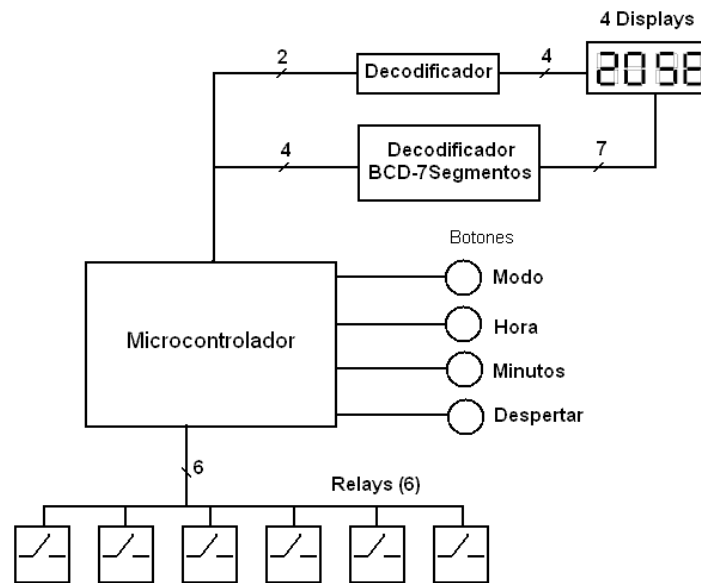 4 Displays
2
Decodificador
4
2058
4
Decodificador
BCD-7Segmentos
7
Botones
Modo
Hora
Microcontrolador
Minutos
Despertar
6
Relays (6)